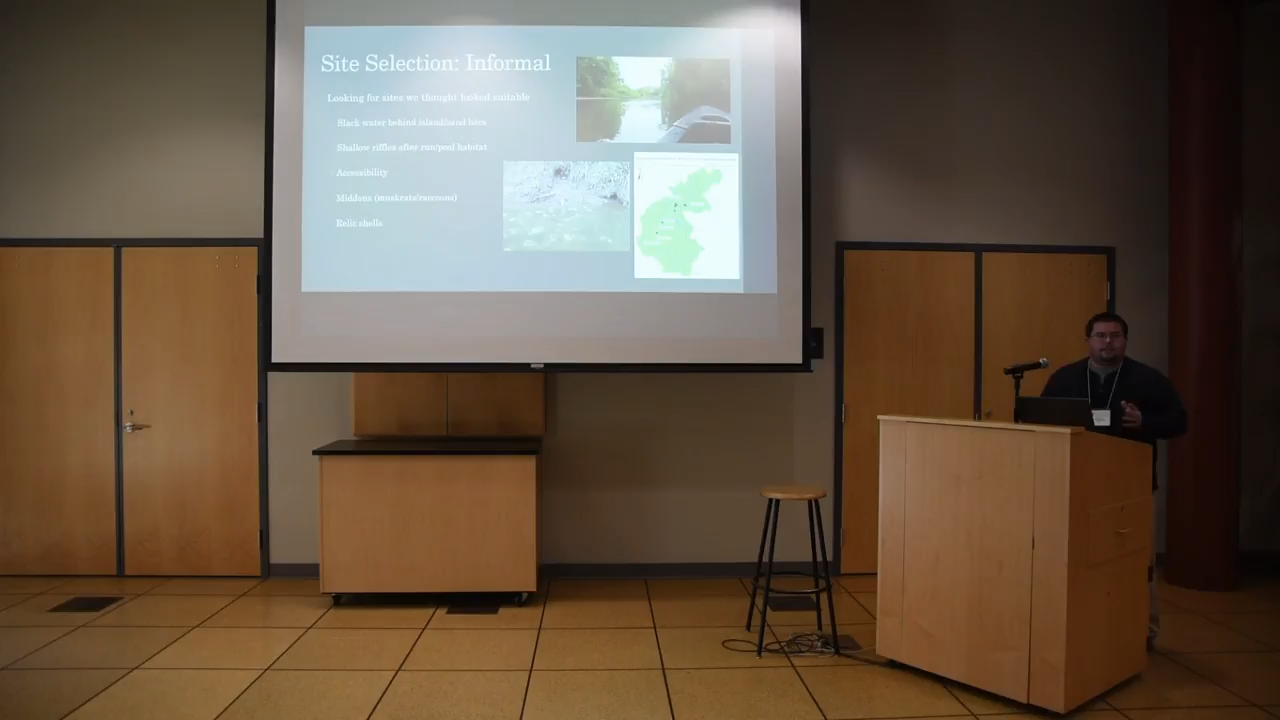 Site Selection: Informal
Looking for sites we thought looked suitable
Slack water behind island/sand bars
Shallow riffles after run/pool habitat
Accessibility
Middens (muskrats/raccoons)
Relic shells